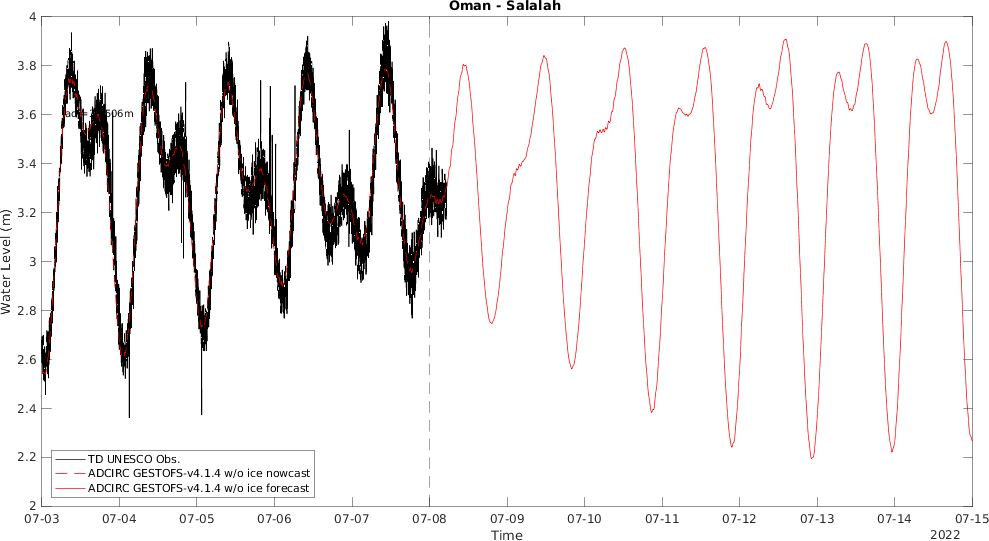 Oman - Salalah
Water Level (m)
4
3.8
3.6
3.4
3.2
3
2.8
2.6
2.4
2.2
2
TD UNESCO Obs.
ADCIRC GESTOFS-v4.1.4 w/o ice nowcast
ADCIRC GESTOFS-v4.1.4 w/o ice forecast
07-03 07-04 07-05 07-06 07-07 07-08 07-09 07-10 07-11 07-12 07-13 07-14 07-15
Time
2022